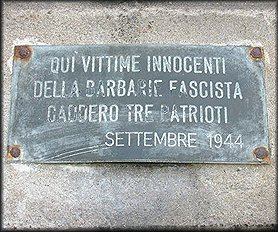 QUI VITTIME INNOCENTI
DELLA BARBARIE FASCISTA
CADDERO TRE PATRIOTI
SETTEMBRE 1944